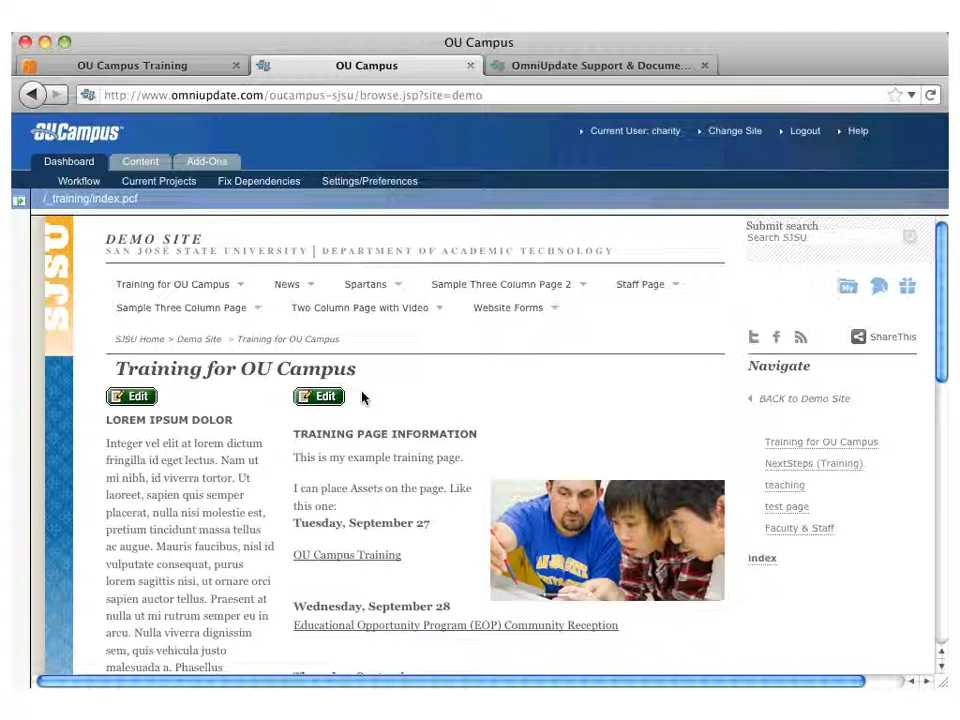 OU Campus
OU Campus Training
OU Campus
OmniUpdate Support & Docume...
http://www.omniupdate.com/oucampus-sjsu/browse.jsp?site=demo
OU Campus
Current User: charity
Change Site
Logout
Help
Dashboard
Content
Add-Ons
Workflow
Current Projects
Fix Dependencies
Settings/Preferences
/_training/index.pcf
SJSU
SJSU
DEMO SITE
SAN JOSÉ STATE UNIVERSITY | DEPARTMENT OF ACADEMIC TECHNOLOGY
Submit search
Search SJSU
Training for OU Campus
News
Spartans
Sample Three Column Page 2
Staff Page
My
Sample Three Column Page
Two Column Page with Video
Website Forms
SJSU Home > Demo Site > Training for OU Campus
ShareThis
Training for OU Campus
Navigate
Edit
Edit
BACK to Demo Site
LOREM IPSUM DOLOR
Integer vel elit at lorem dictum
fringilla id eget lectus. Nam ut
mi nibh, id viverra tortor. Ut
laoreet, sapien quis semper
placerat, nulla nisi molestie est,
pretium tincidunt massa tellus
ac augue. Mauris faucibus, nisl id
vulputate consequat, purus
lorem sagittis nisi, ut ornare orci
sapien auctor tellus. Praesent at
nulla ut mi rutrum semper eu in
arcu. Nulla viverra dignissim
sem, quis vehicula justo
malesuada a. Phasellus
TRAINING PAGE INFORMATION
This is my example training page.
I can place Assets on the page. Like
this one:
Tuesday, September 27
OU Campus Training
Wednesday, September 28
Educational Opportunity Program (EOP) Community Reception
Training for OU Campus
NextSteps (Training)
teaching
test page
Faculty & Staff
index